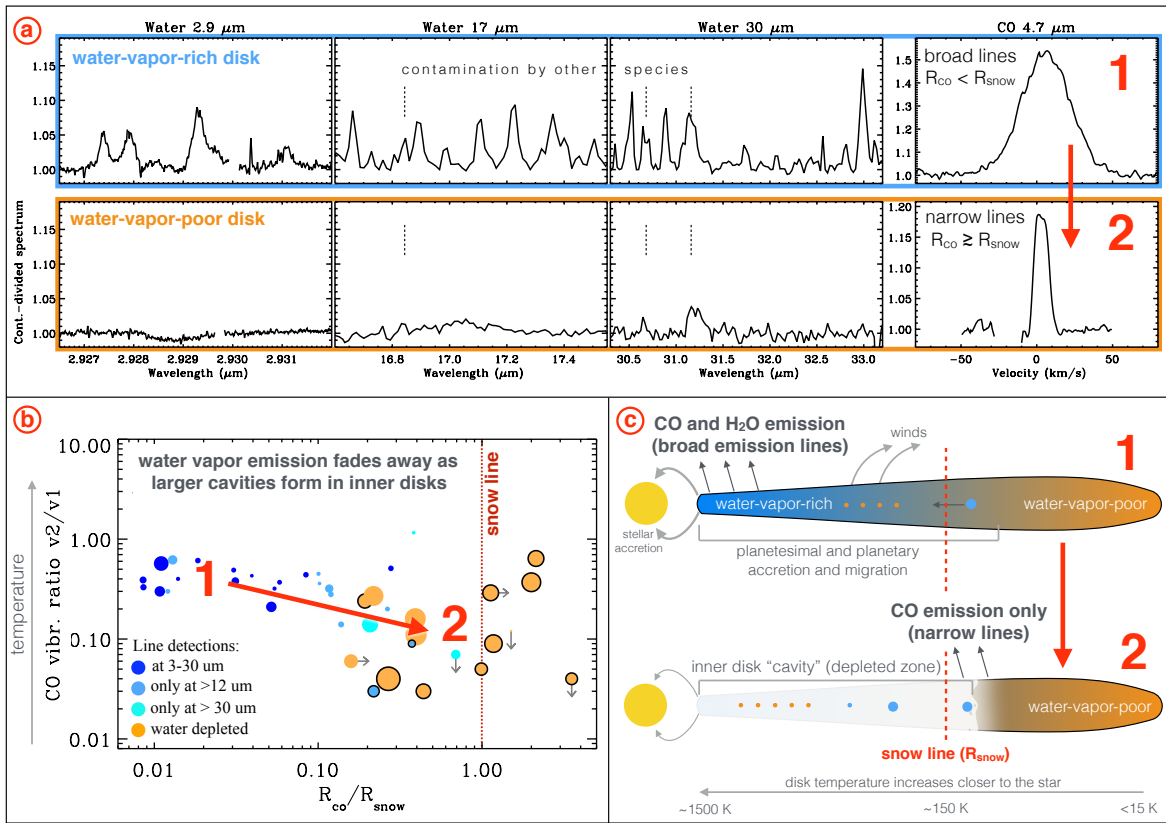 a
Water 2.9 μm
Water 17 μm
Water 30 μm
CO 4.7 μm
water-vapor-rich disk
contamination by other species
broad lines
R_co < R_snow
1
1.15
1.10
1.05
1.00
1.5
1.4
1.3
1.2
1.1
1.0
water-vapor-poor disk
narrow lines
R_co ≳ R_snow
2
Cont.-divided spectrum
1.15
1.10
1.05
1.00
1.20
1.15
1.10
1.05
1.00
2.927 2.928 2.929 2.930 2.931
16.8 17.0 17.2 17.4
30.5 31.0 31.5 32.0 32.5 33.0
-50 0 50
Wavelength (μm)
Wavelength (μm)
Wavelength (μm)
Velocity (km/s)
b
temperature
CO vibr. ratio v2/v1
10.00
1.00
0.10
0.01
water vapor emission fades away as
larger cavities form in inner disks
snow line
1
2
Line detections:
at 3-30 um
only at >12 um
only at > 30 um
water depleted
0.01 0.10 1.00
R_co/R_snow
c
CO and H₂O emission
(broad emission lines)
winds
1
water-vapor-rich
water-vapor-poor
stellar
accretion
planetesimal and planetary
accretion and migration
CO emission only
(narrow lines)
2
inner disk “cavity” (depleted zone)
water-vapor-poor
snow line (R_snow)
disk temperature increases closer to the star
~1500 K
~150 K
<15 K